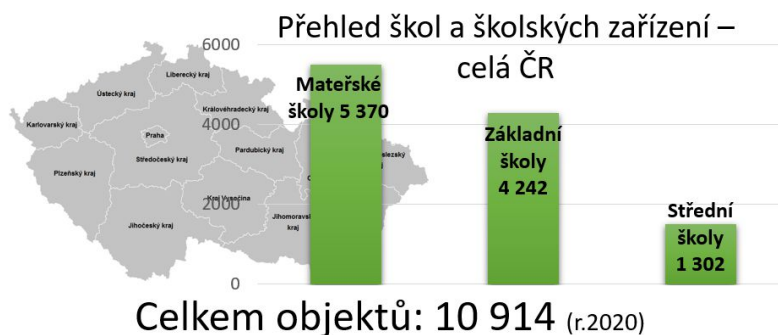 Přehled škol a školských zařízení –
celá ČR
6000
4000
2000
0
Mateřské
školy 5 370
Základní
školy
4 242
Střední
školy
1 302
Liberecký kraj
Ústecký kraj
Karlovarský kraj
Královéhradecký kraj
Praha
Středočeský kraj
Pardubický kraj
Plzeňský kraj
Kraj Vysočina
Jihočeský kraj
Jihomoravsk
kraj
Celkem objektů: 10 914 (r.2020)